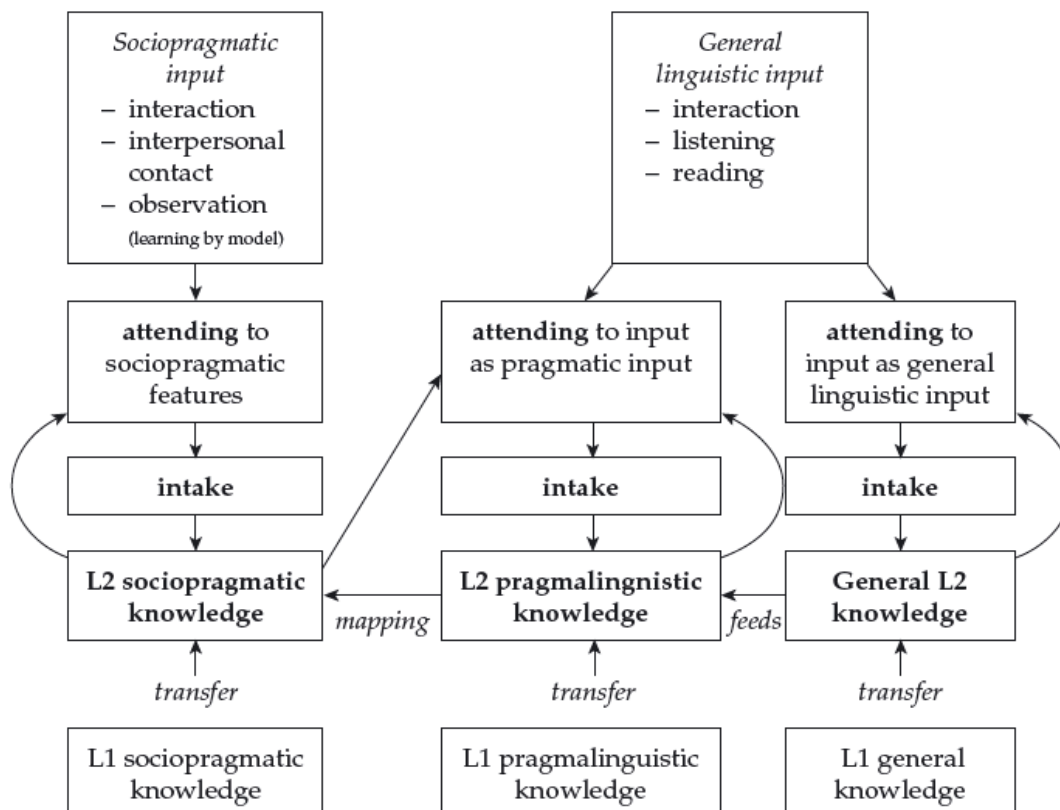 Sociopragmatic
input
– interaction
– interpersonal
contact
– observation
(learning by model)
General
linguistic input
– interaction
– listening
– reading
attending to
sociopragmatic
features
attending to input
as pragmatic input
attending to
input as general
linguistic input
intake
intake
intake
L2 sociopragmatic
knowledge
mapping
L2 pragmalingnistic
knowledge
feeds
General L2
knowledge
transfer
transfer
transfer
L1 sociopragmatic
knowledge
L1 pragmalinguistic
knowledge
L1 general
knowledge